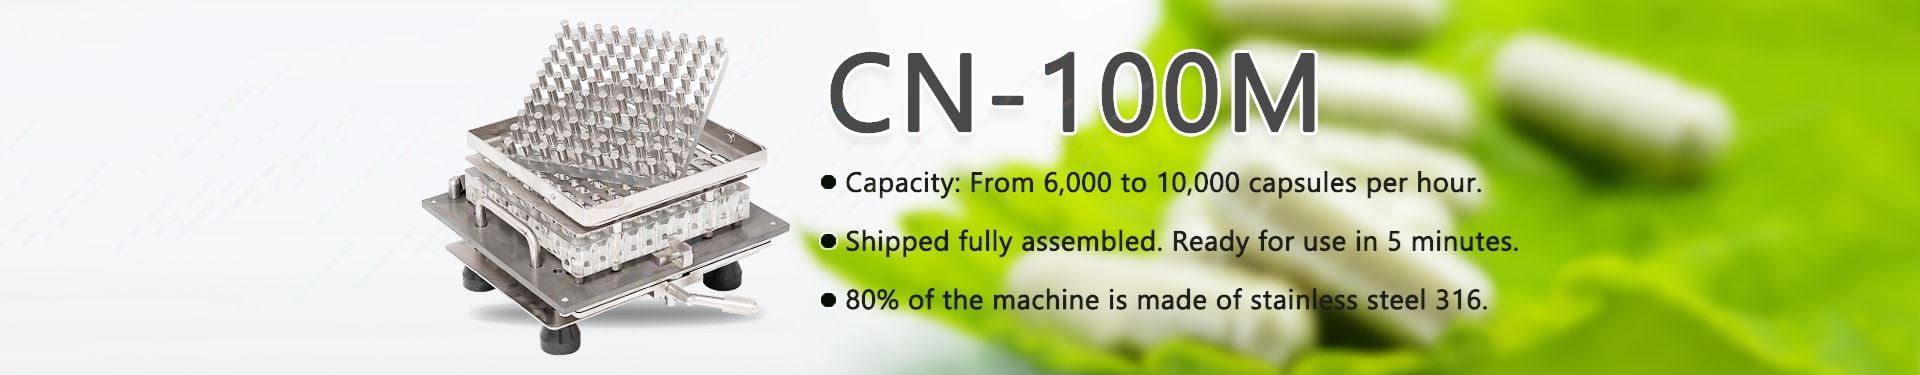 CN-100M
● Capacity: From 6,000 to 10,000 capsules per hour.
● Shipped fully assembled. Ready for use in 5 minutes.
● 80% of the machine is made of stainless steel 316.